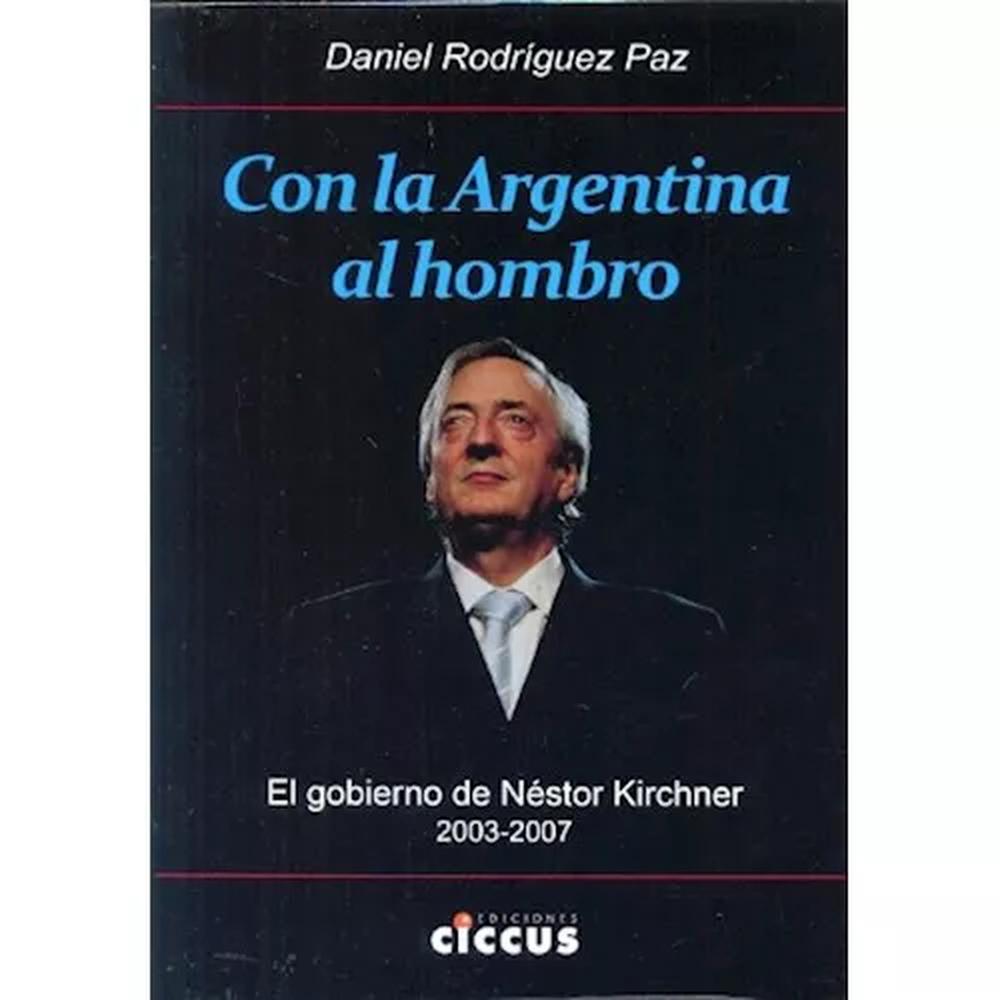 Daniel Rodríguez Paz
Con la Argentina
al hombro
El gobierno de Néstor Kirchner
2003-2007
EDICIONES
CICCUS